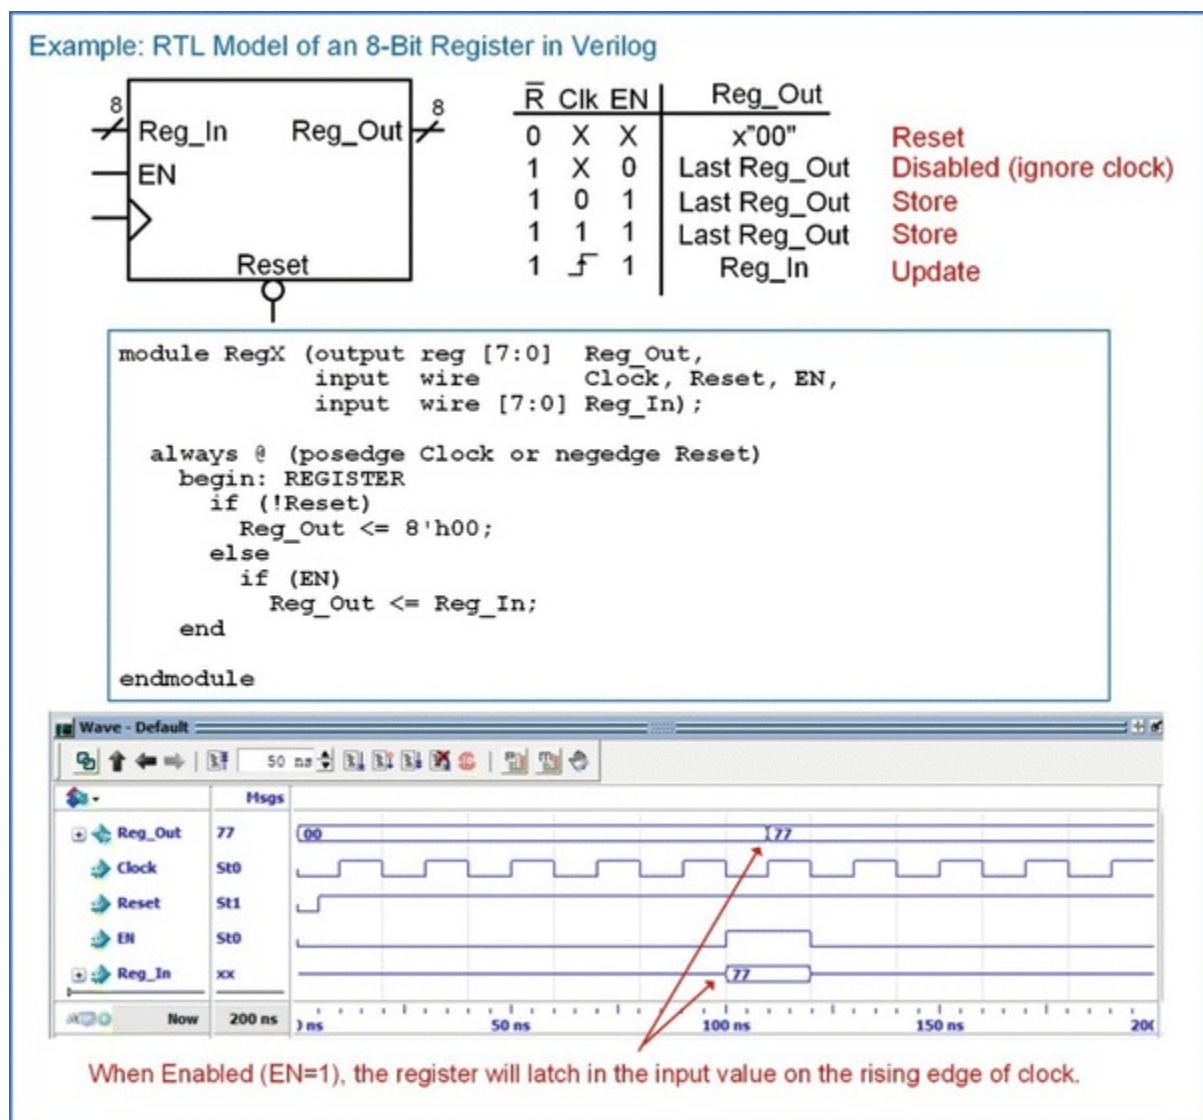 Example: RTL Model of an 8-Bit Register in Verilog
8
Reg_In
Reg_Out
8
EN
Reset
R Clk EN Reg_Out
0 X X x"00" Reset
1 X 0 Last Reg_Out Disabled (ignore clock)
1 0 1 Last Reg_Out Store
1 1 1 Last Reg_Out Store
1 1 Reg_In Update
module RegX (output reg [7:0] Reg_Out,
input wire Clock, Reset, EN,
input wire [7:0] Reg_In);
always @ (posedge Clock or negedge Reset)
begin: REGISTER
if (!Reset)
Reg_Out <= 8'h00;
else
if (EN)
Reg_Out <= Reg_In;
end
endmodule
Wave - Default
50 ns
Msgs
Reg_Out 77 00 77
Clock St0
Reset St1
EN St0
Reg_In xx 77
Now 200 ns ns 50 ns 100 ns 150 ns 200
When Enabled (EN=1), the register will latch in the input value on the rising edge of clock.